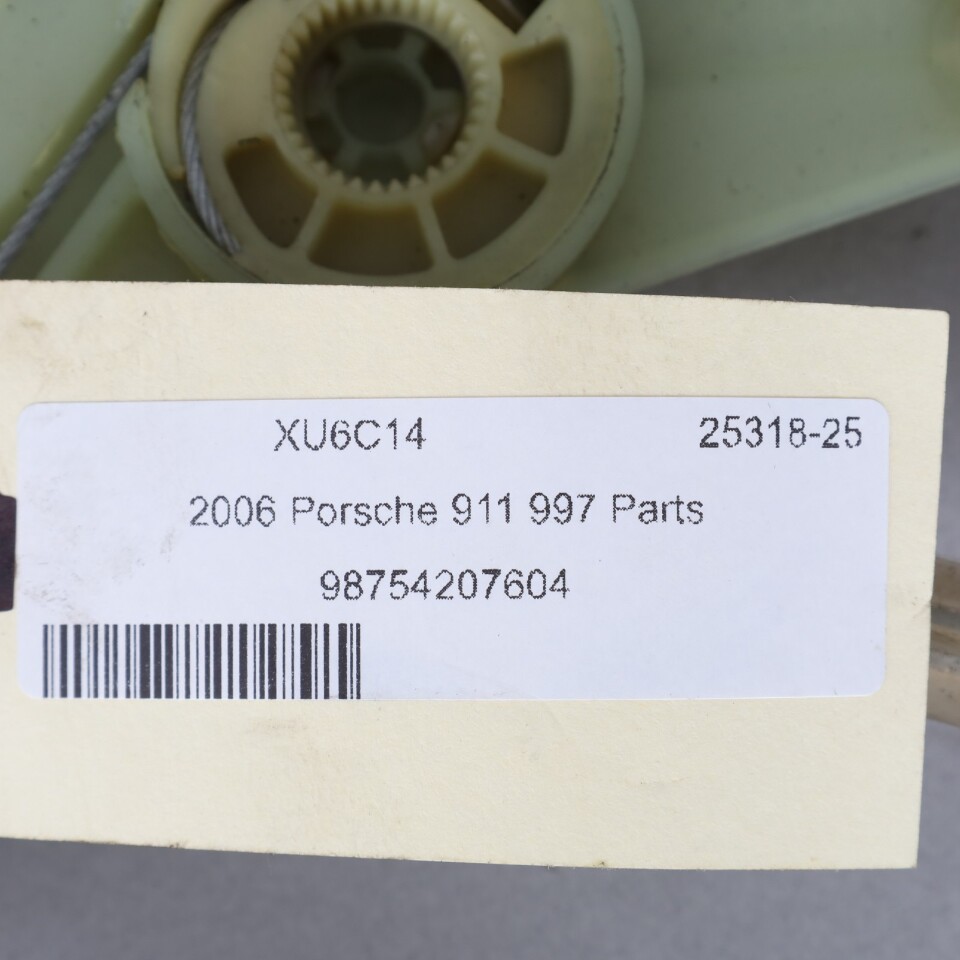 XU6C14 25318-25
2006 Porsche 911 997 Parts
98754207604